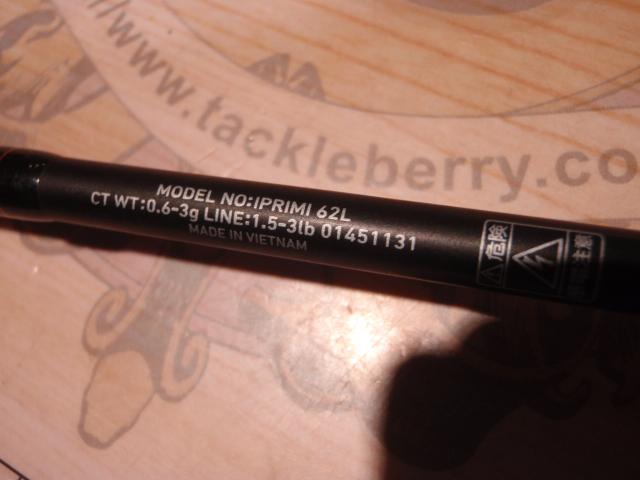 //www.tackleberry.co
MODEL NO:IPRIMI 62L
CT WT:0.6-3g LINE:1.5-3lb 01451131
MADE IN VIETNAM
危険